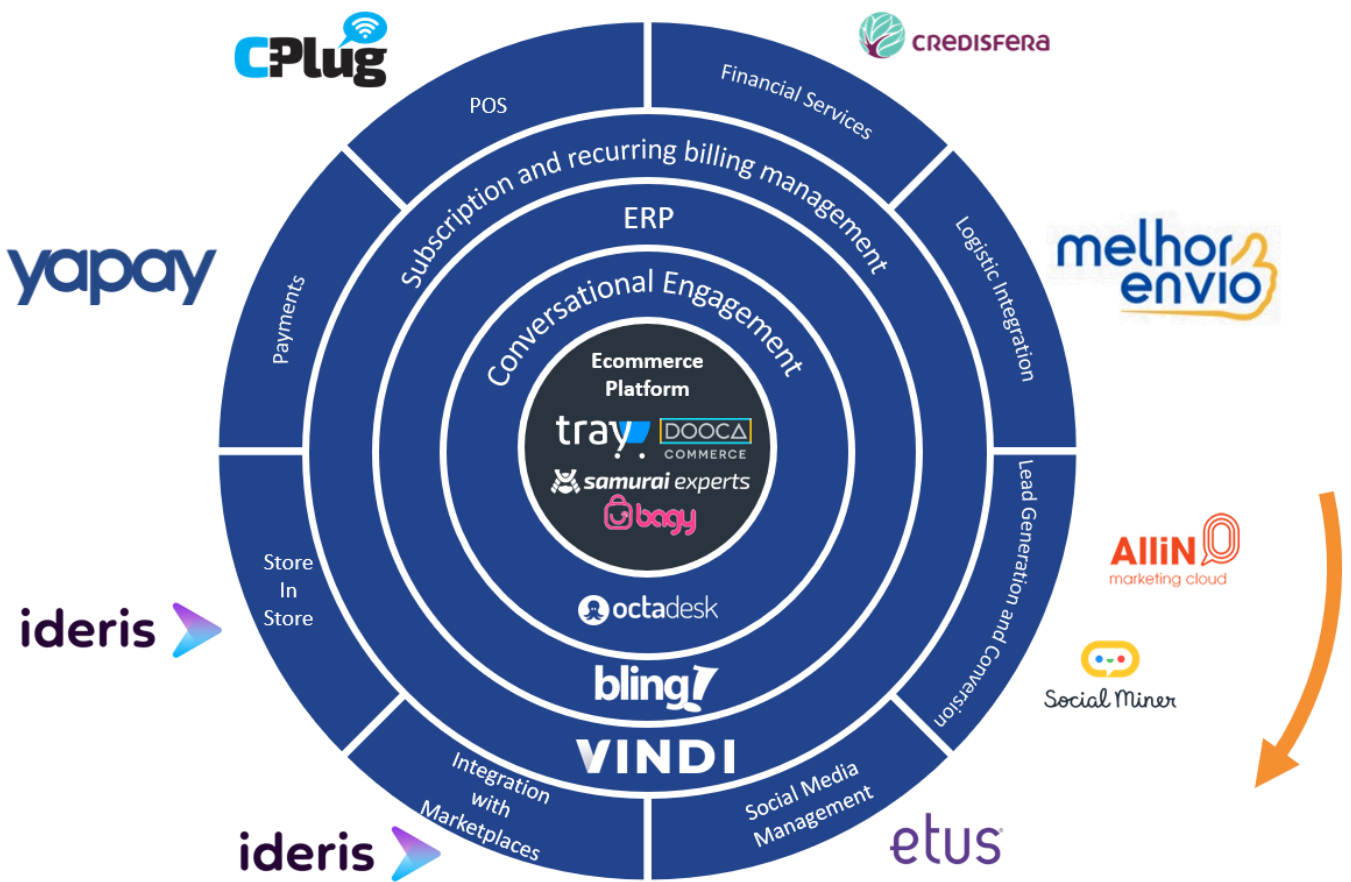 CPlug
CREDISFERA
POS
Financial Services
Subscription and recurring billing management
ERP
yapay
Payments
Logistic Integration
melhor
envio
Conversational Engagement
Ecommerce
Platform
tray
DOOCA
COMMERCE
samurai experts
bagy
Store
In
Store
ideris
octadesk
Lead Generation and Conversion
AlliN
marketing cloud
Social Miner
bling
VINDI
Integration
with
Marketplaces
ideris
Social Media
Management
etus